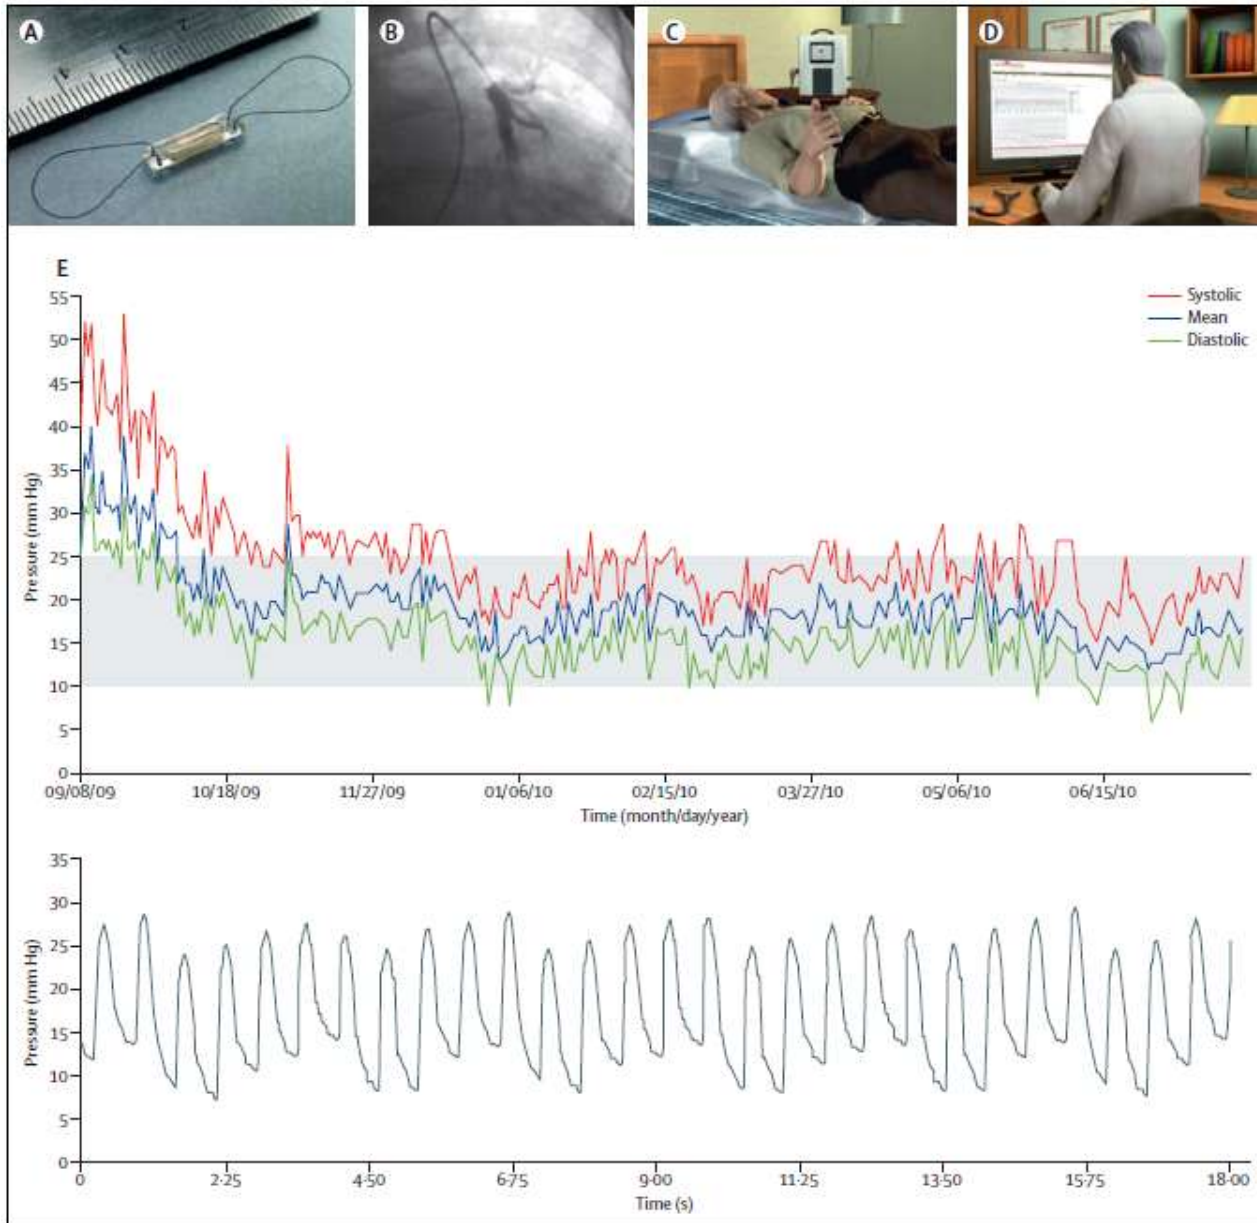 A
B
C
D
E
Systolic
Mean
Diastolic
Pressure (mm Hg)
55
50
45
40
35
30
25
20
15
10
5
0
09/08/09 10/18/09 11/27/09 01/06/10 02/15/10 03/27/10 05/06/10 06/15/10
Time (month/day/year)
Pressure (mm Hg)
35
30
25
20
15
10
5
0
0 2·25 4·50 6·75 9·00 11·25 13·50 15·75 18·00
Time (s)